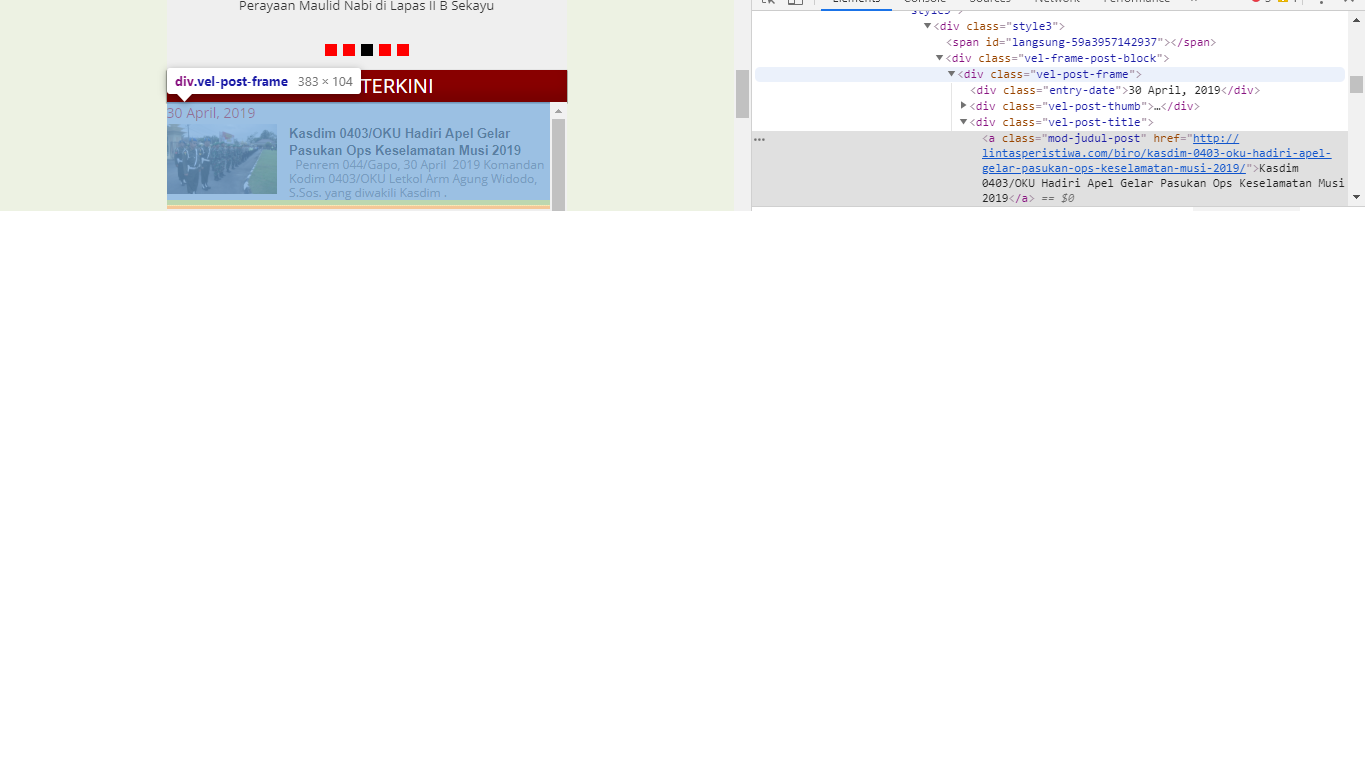 Perayaan Maulid Nabi di Lapas II B Sekayu
div.vel-post-frame 383 × 104
TERKINI
30 April, 2019
Kasdim 0403/OKU Hadiri Apel Gelar
Pasukan Ops Keselamatan Musi 2019
Penrem 044/Gapo, 30 April 2019 Komandan
Kodim 0403/OKU Letkol Arm Agung Widodo,
S.Sos. yang diwakili Kasdim .
Elements Console Sources Network Performance »
<div class="style3">
<span id="langsung-59a3957142937"></span>
<div class="vel-frame-post-block">
<div class="vel-post-frame">
<div class="entry-date">30 April, 2019</div>
<div class="vel-post-thumb">…</div>
<div class="vel-post-title">
<a class="mod-judul-post" href="http://
lintasperistiwa.com/biro/kasdim-0403-oku-hadiri-apel-
gelar-pasukan-ops-keselamatan-musi-2019/">Kasdim
0403/OKU Hadiri Apel Gelar Pasukan Ops Keselamatan Musi
2019</a> == $0